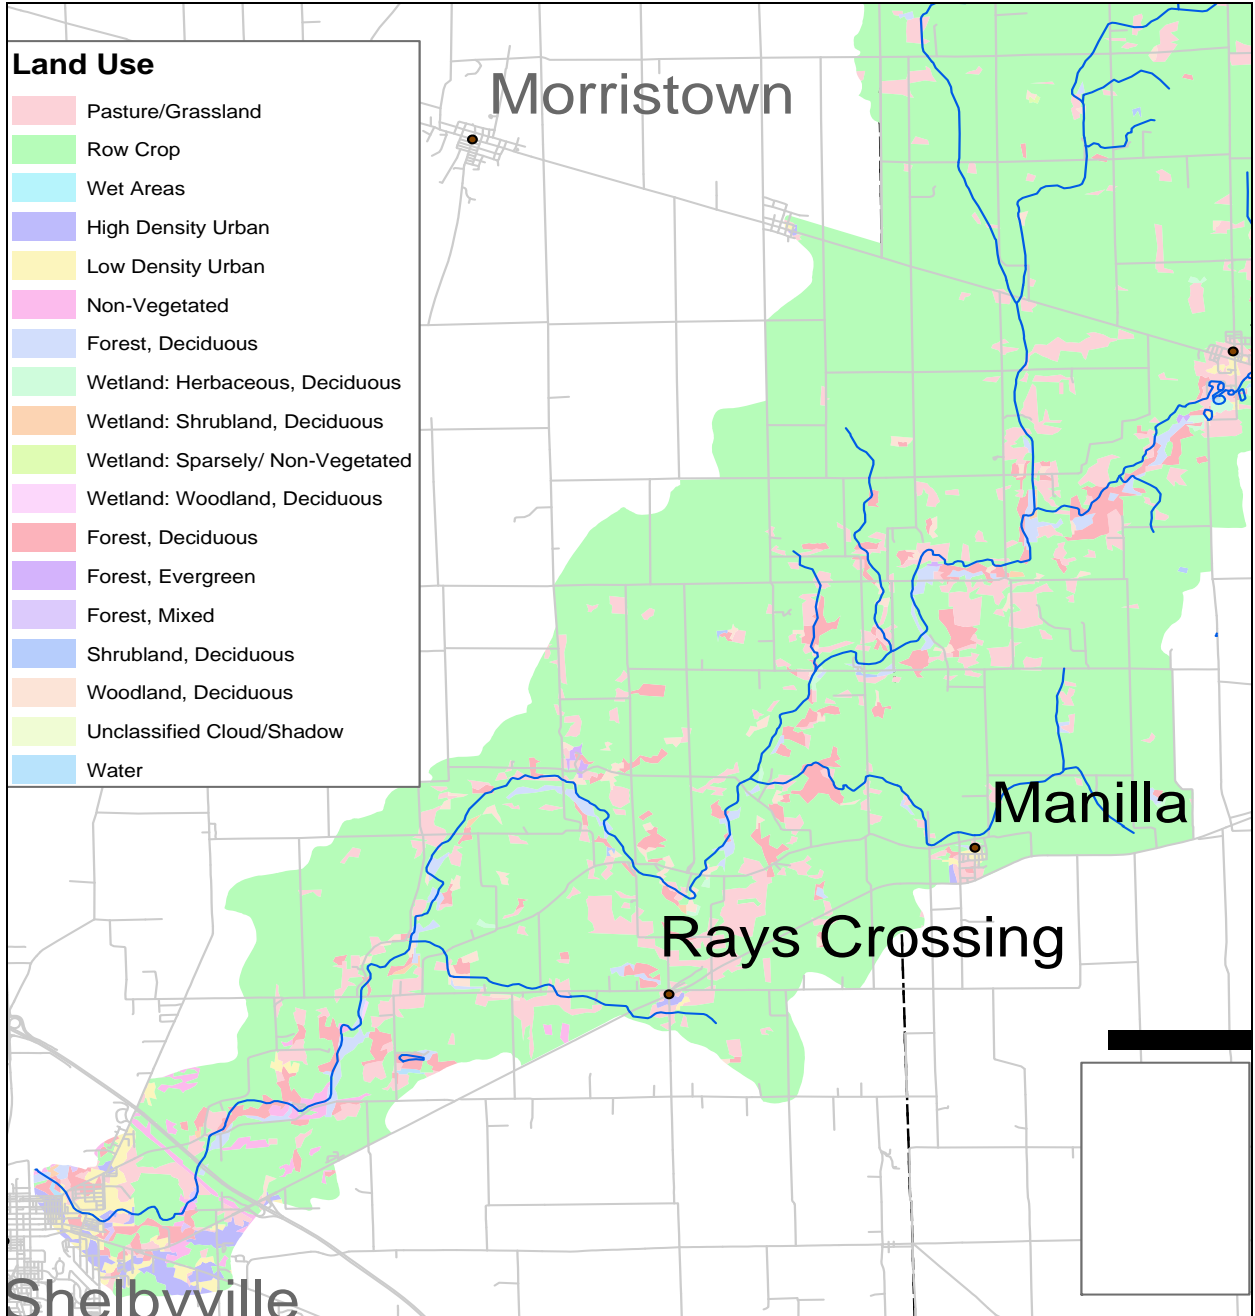 Land Use
Pasture/Grassland
Row Crop
Wet Areas
High Density Urban
Low Density Urban
Non-Vegetated
Forest, Deciduous
Wetland: Herbaceous, Deciduous
Wetland: Shrubland, Deciduous
Wetland: Sparsely/ Non-Vegetated
Wetland: Woodland, Deciduous
Forest, Deciduous
Forest, Evergreen
Forest, Mixed
Shrubland, Deciduous
Woodland, Deciduous
Unclassified Cloud/Shadow
Water
Morristown
Manilla
Rays Crossing
Shelbyville